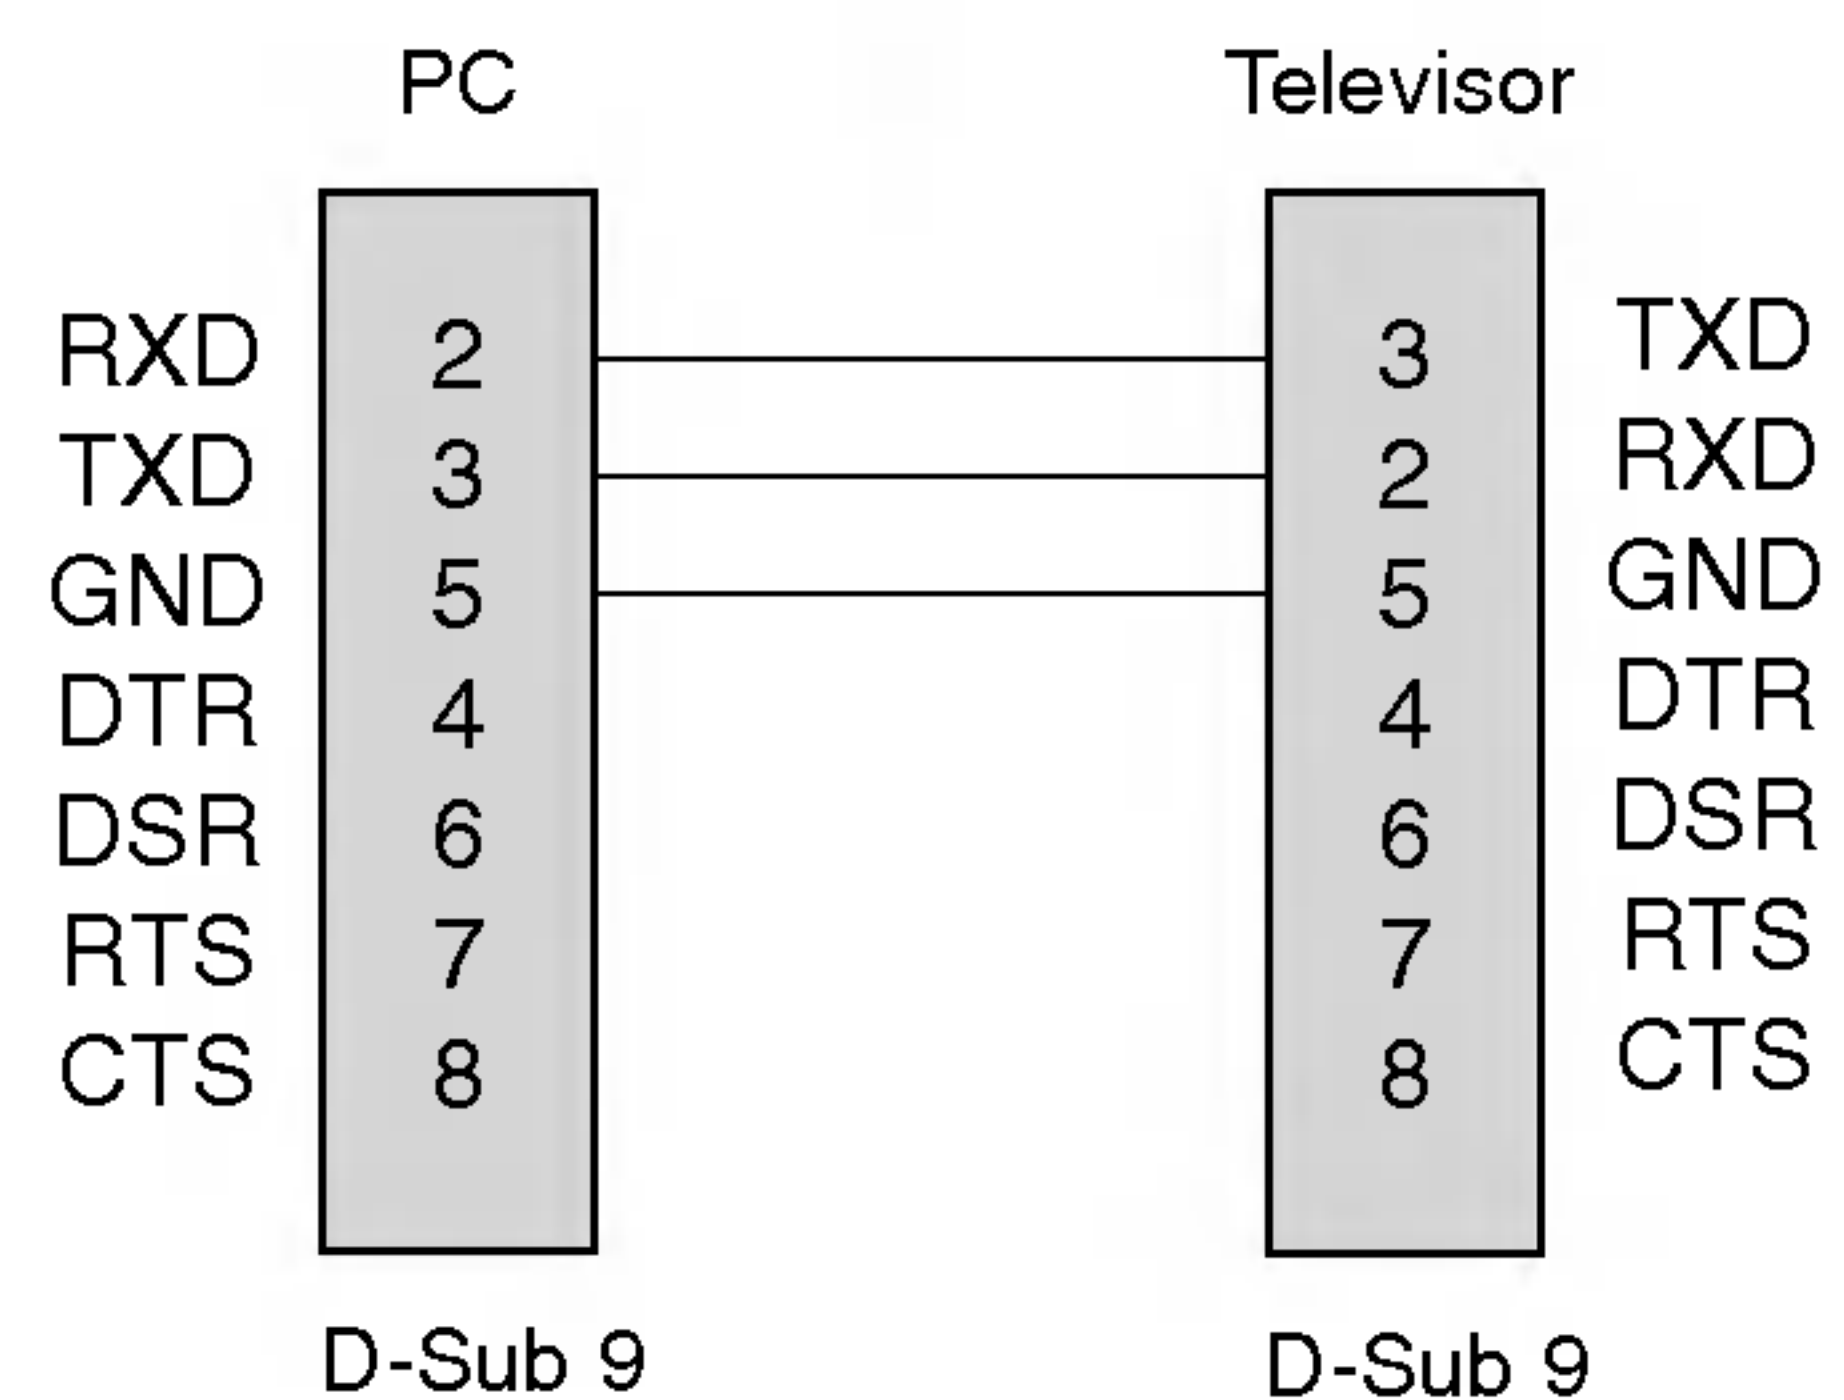 PC Televisor
RXD 2 3 TXD
TXD 3 2 RXD
GND 5 5 GND
DTR 4 4 DTR
DSR 6 6 DSR
RTS 7 7 RTS
CTS 8 8 CTS
D-Sub 9 D-Sub 9